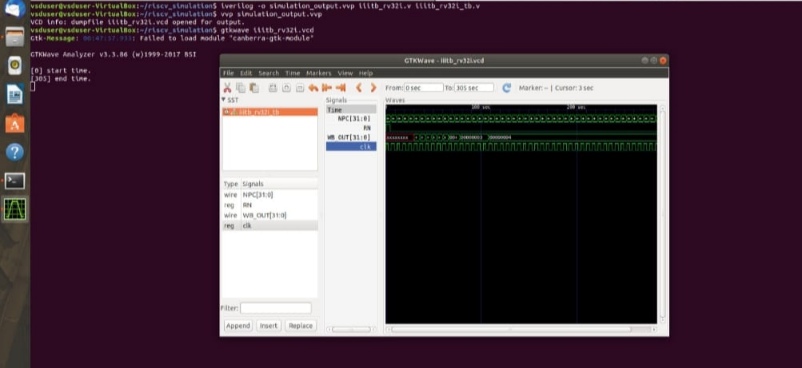 vsduser@vsduser-VirtualBox:~/riscv_simulation$ iverilog -o simulation_output.vvp iiitb_rv32i.v iiitb_rv32i_tb.v
vsduser@vsduser-VirtualBox:~/riscv_simulation$ vvp simulation_output.vvp
VCD info: dumpfile iiitb_rv32i.vcd opened for output.
vsduser@vsduser-VirtualBox:~/riscv_simulation$ gtkwave iiitb_rv32i.vcd
Gtk-Message: Failed to load module "canberra-gtk-module"
GTKWave Analyzer v3.3.86 (w)1999-2017 BSI
[0] start time.
[305] end time.
GTKWave - iiitb_rv32i.vcd
File Edit Search Time Markers View Help
From: 0 sec To: 305 sec Marker: -- | Cursor: 3 sec
SST
iiitb_rv32i_tb
Type Signals
wire NPC[31:0]
reg RN
wire WB_OUT[31:0]
reg clk
Filter:
Append Insert Replace
Signals
Time
NPC[31:0]
RN
WB_OUT[31:0]
clk
Waves
100 sec 200 sec